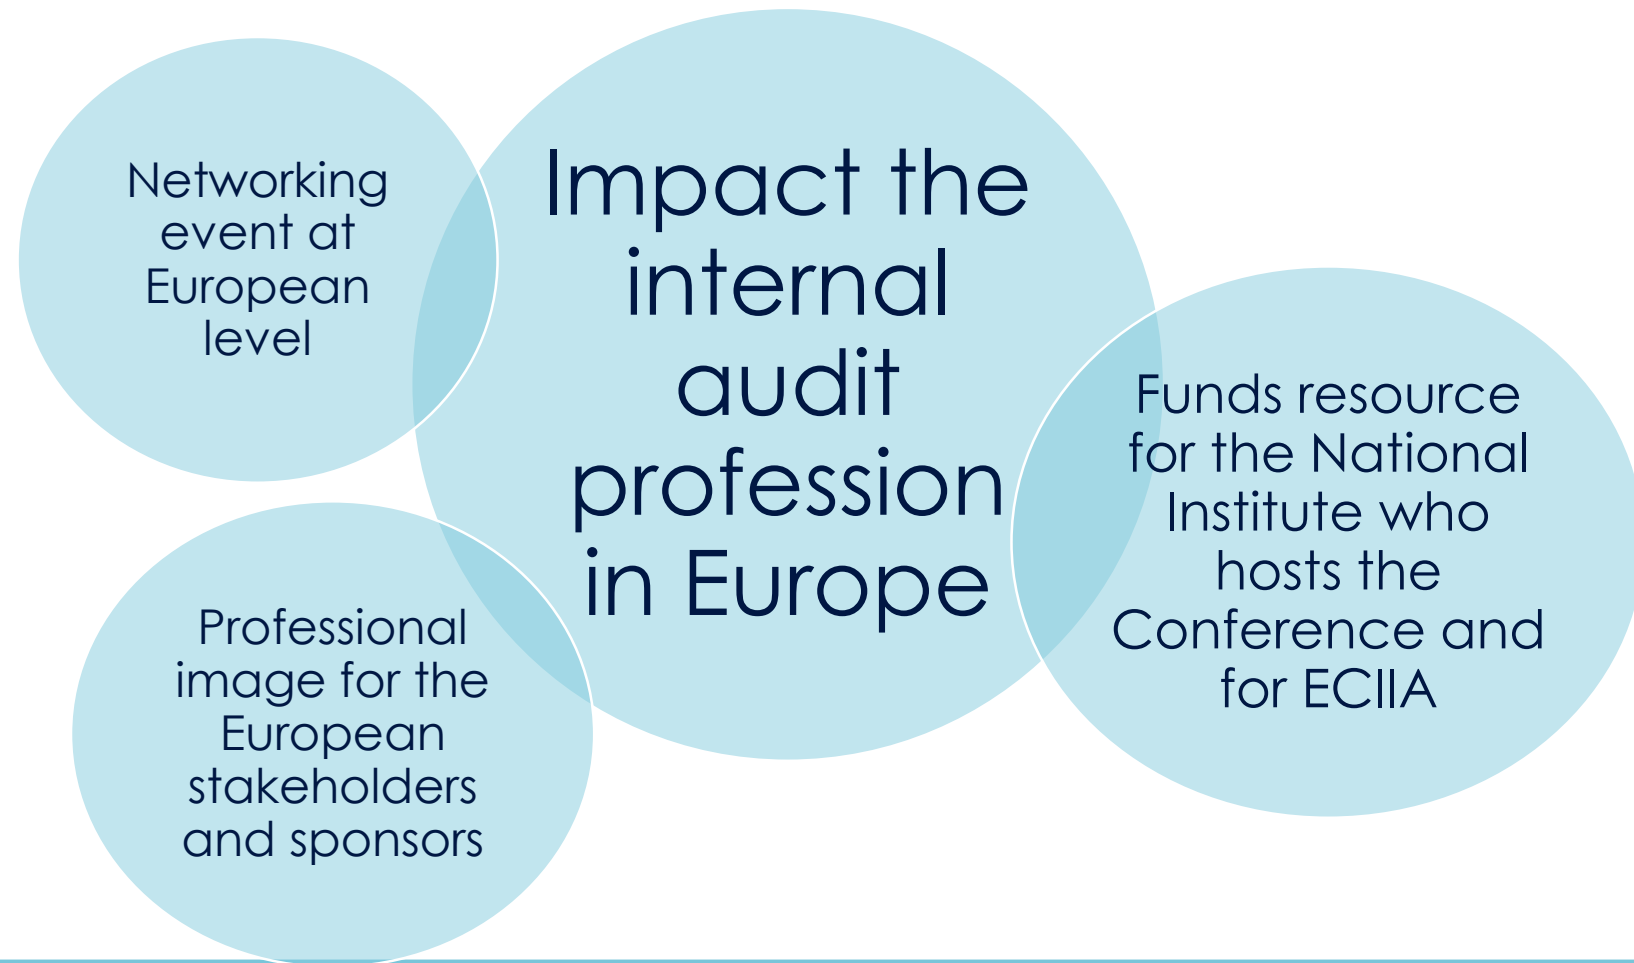 Networking
event at
European
level
Impact the
internal
audit
profession
in Europe
Professional
image for the
European
stakeholders
and sponsors
Funds resource
for the National
Institute who
hosts the
Conference and
for ECIIA